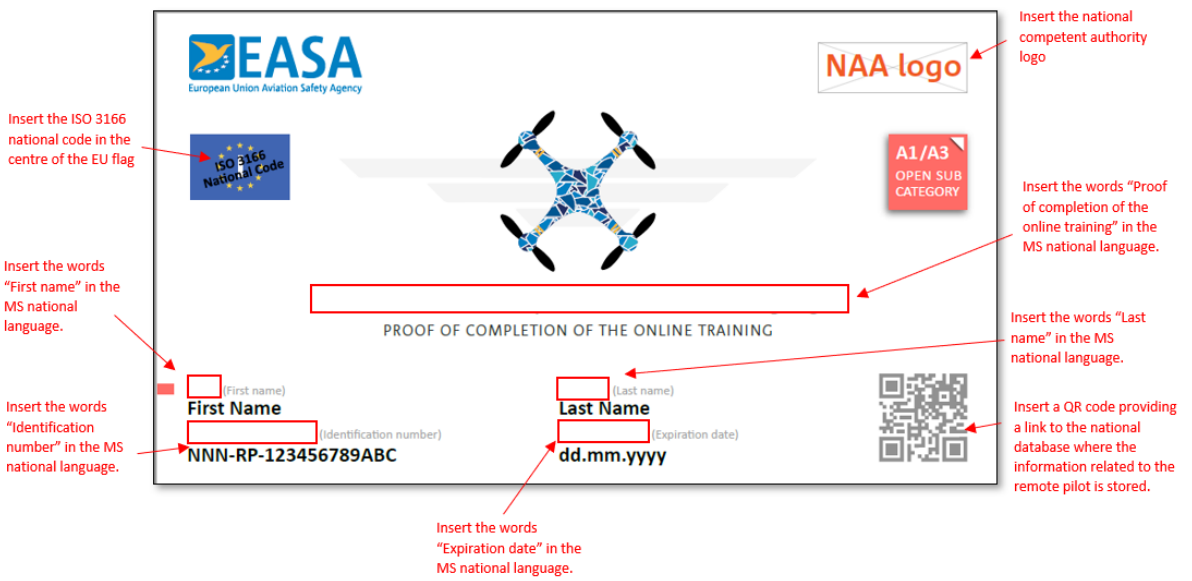 Insert the national
competent authority
logo
EASA
European Union Aviation Safety Agency
NAA logo
Insert the ISO 3166
national code in the
centre of the EU flag
ISO 3166
National Code
A1/A3
OPEN SUB
CATEGORY
Insert the words “Proof
of completion of the
online training” in the
MS national language.
Insert the words
“First name” in the
MS national
language.
PROOF OF COMPLETION OF THE ONLINE TRAINING
Insert the words “Last
name” in the MS
national language.
(First name)
First Name
(Last name)
Last Name
Insert the words
“Identification
number” in the MS
national language.
(Identification number)
NNN-RP-123456789ABC
(Expiration date)
dd.mm.yyyy
Insert a QR code providing
a link to the national
database where the
information related to the
remote pilot is stored.
Insert the words
“Expiration date” in the
MS national language.